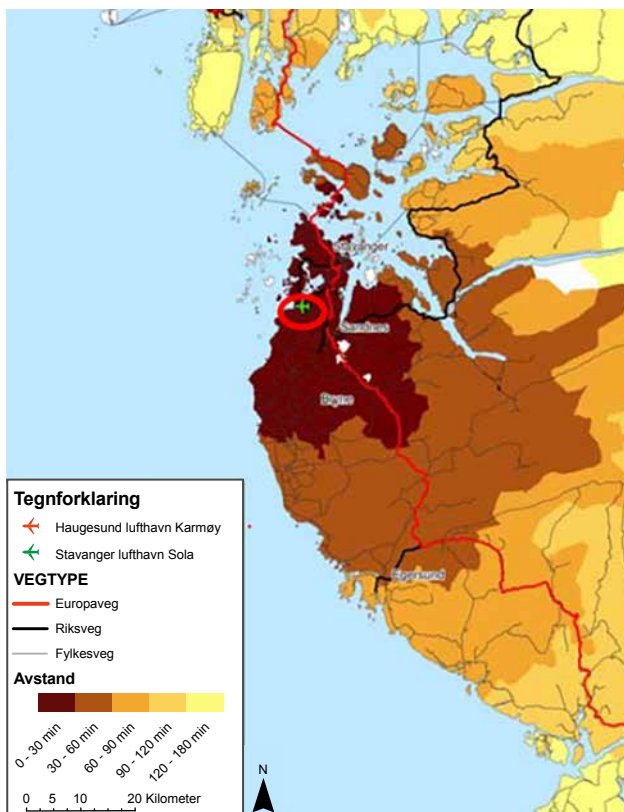 Stavanger
Sandnes
Bryne
Egersund
Tegnforklaring
Haugesund lufthavn Karmøy
Stavanger lufthavn Sola
VEGTYPE
Europaveg
Riksveg
Fylkesveg
Avstand
0 - 30 min
30 - 60 min
60 - 90 min
90 - 120 min
120 - 180 min
0 5 10 20 Kilometer
N